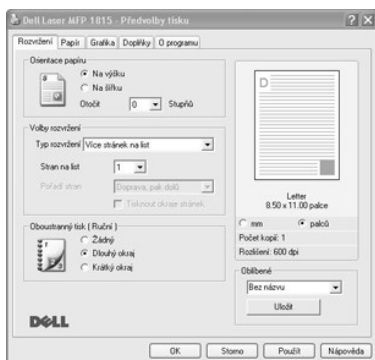 Dell Laser MFP 1815 - Předvolby tisku
Rozvržení Papír Grafika Doplňky O programu
Orientace papíru
Na výšku
Na šířku
Otočit 0 Stupňů
Volby rozvržení
Typ rozvržení Více stránek na list
Stran na list 1
Pořadí stran Doprava, pak dolů
Tisknout okraje stránek
Oboustranný tisk (Ruční)
Žádný
Dlouhý okraj
Krátký okraj
Letter
8.50 x 11.00 palce
mm palců
Počet kopií: 1
Rozlišení: 600 dpi
Oblíbené
Bez názvu
Uložit
DELL
OK Storno Použít Nápověda